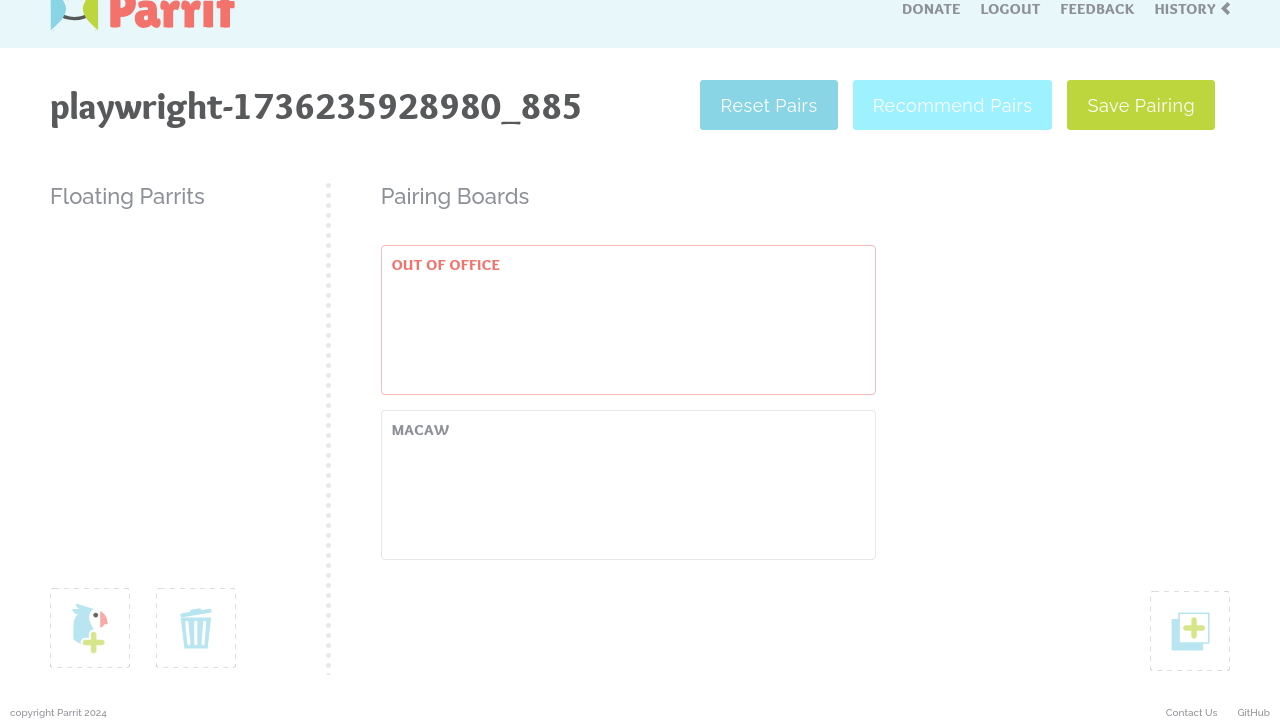 Parrit
DONATE LOGOUT FEEDBACK HISTORY
playwright-1736235928980_885
Reset Pairs
Recommend Pairs
Save Pairing
Floating Parrits
Pairing Boards
OUT OF OFFICE
MACAW
copyright Parrit 2024
Contact Us GitHub